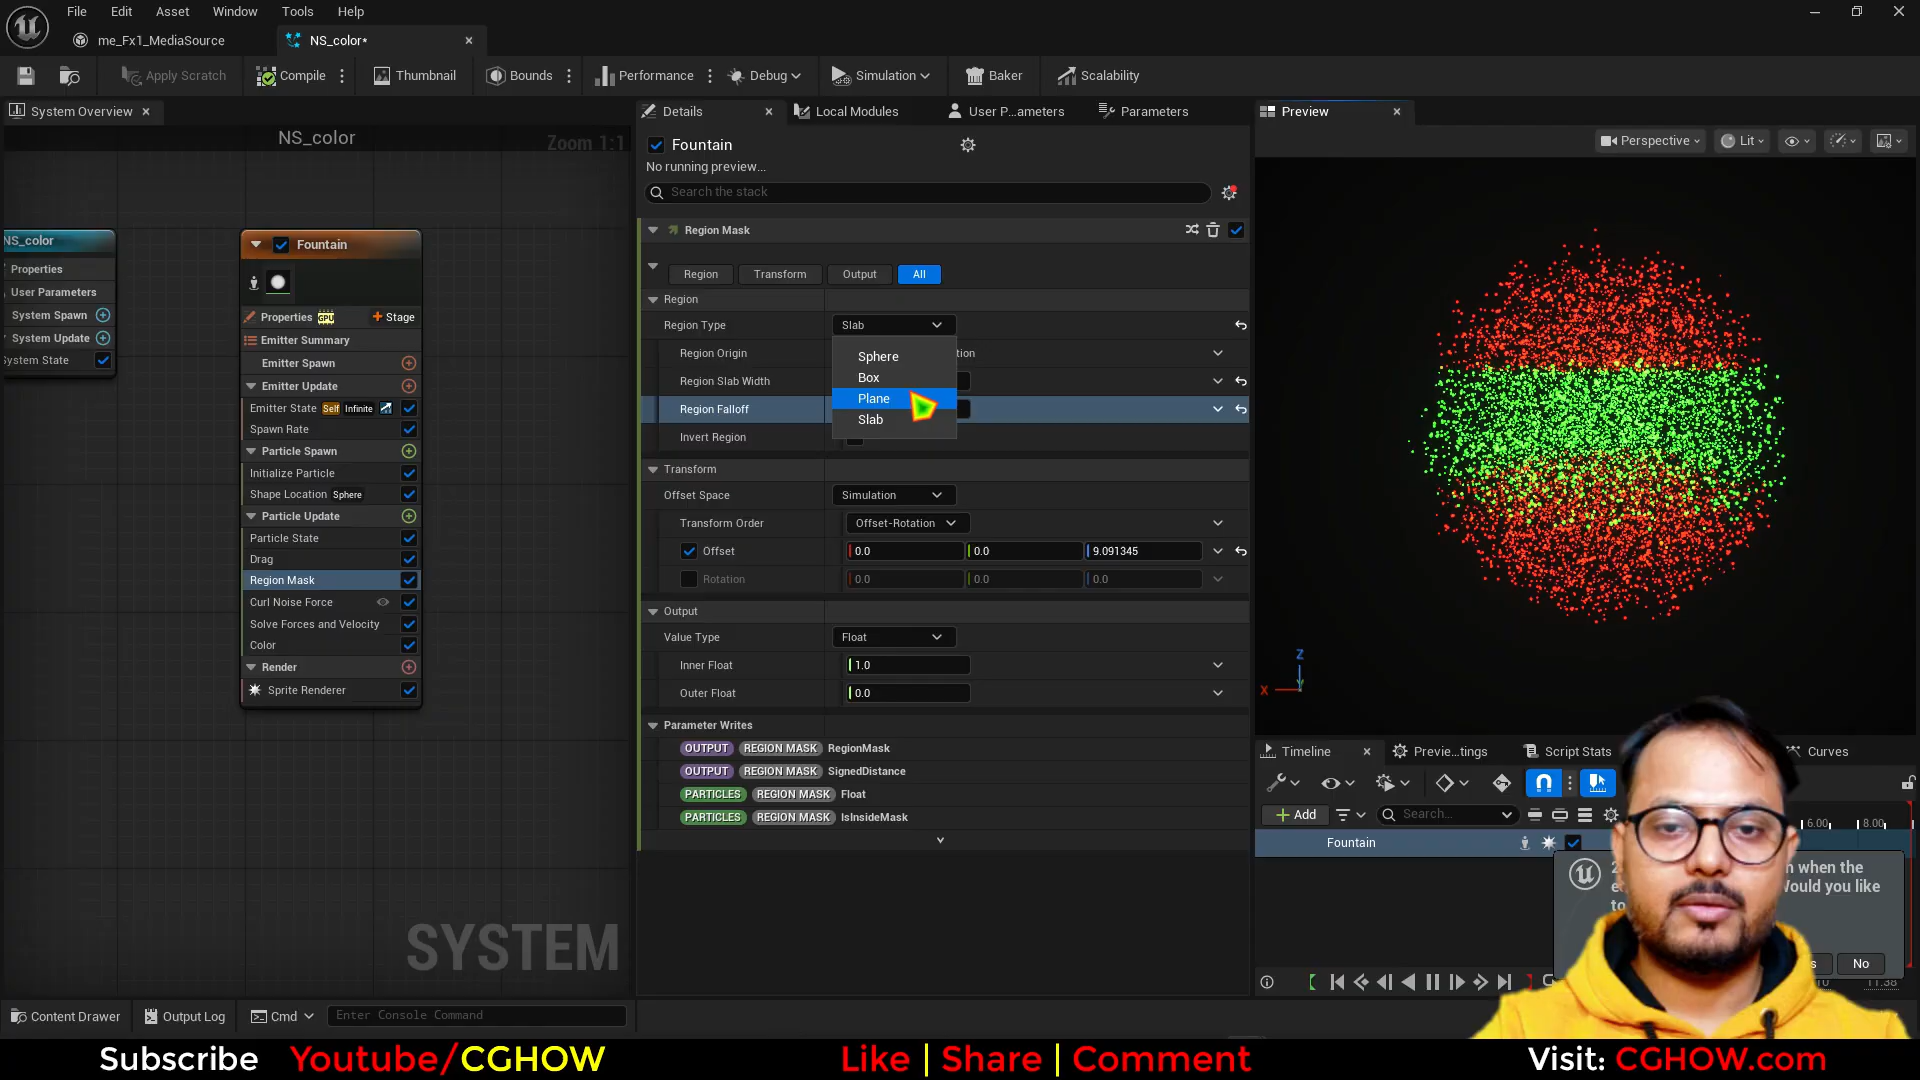 File Edit Asset Window Tools Help
me_Fx1_MediaSource
NS_color*
Apply Scratch
Compile
Thumbnail
Bounds
Performance
Debug
Simulation
Baker
Scalability
System Overview
NS_color
Zoom 1:1
NS_color
Properties
User Parameters
System Spawn
System Update
System State
Fountain
Properties GPU Stage
Emitter Summary
Emitter Spawn
Emitter Update
Emitter State Self Infinite
Spawn Rate
Particle Spawn
Initialize Particle
Shape Location Sphere
Particle Update
Particle State
Drag
Region Mask
Curl Noise Force
Solve Forces and Velocity
Color
Render
Sprite Renderer
SYSTEM
Details
Local Modules
User P...ameters
Parameters
Fountain
No running preview...
Search the stack
Region Mask
Region Transform Output All
Region
Region Type Slab
Sphere
Box
Plane
Slab
Region Origin tion
Region Slab Width
Region Falloff
Invert Region
Transform
Offset Space Simulation
Transform Order Offset-Rotation
Offset 0.0 0.0 9.091345
Rotation 0.0 0.0 0.0
Output
Value Type Float
Inner Float 1.0
Outer Float 0.0
Parameter Writes
OUTPUT REGION MASK RegionMask
OUTPUT REGION MASK SignedDistance
PARTICLES REGION MASK Float
PARTICLES REGION MASK IsInsideMask
Preview
Perspective
Lit
Z
X
Timeline
Previe...tings
Script Stats
Curves
Add
Search...
6.00
8.00
Fountain
when the
Would you like
to
No
Content Drawer
Output Log
Cmd
Enter Console Command
Subscribe Youtube/CGHOW
Like | Share | Comment
Visit: CGHOW.com